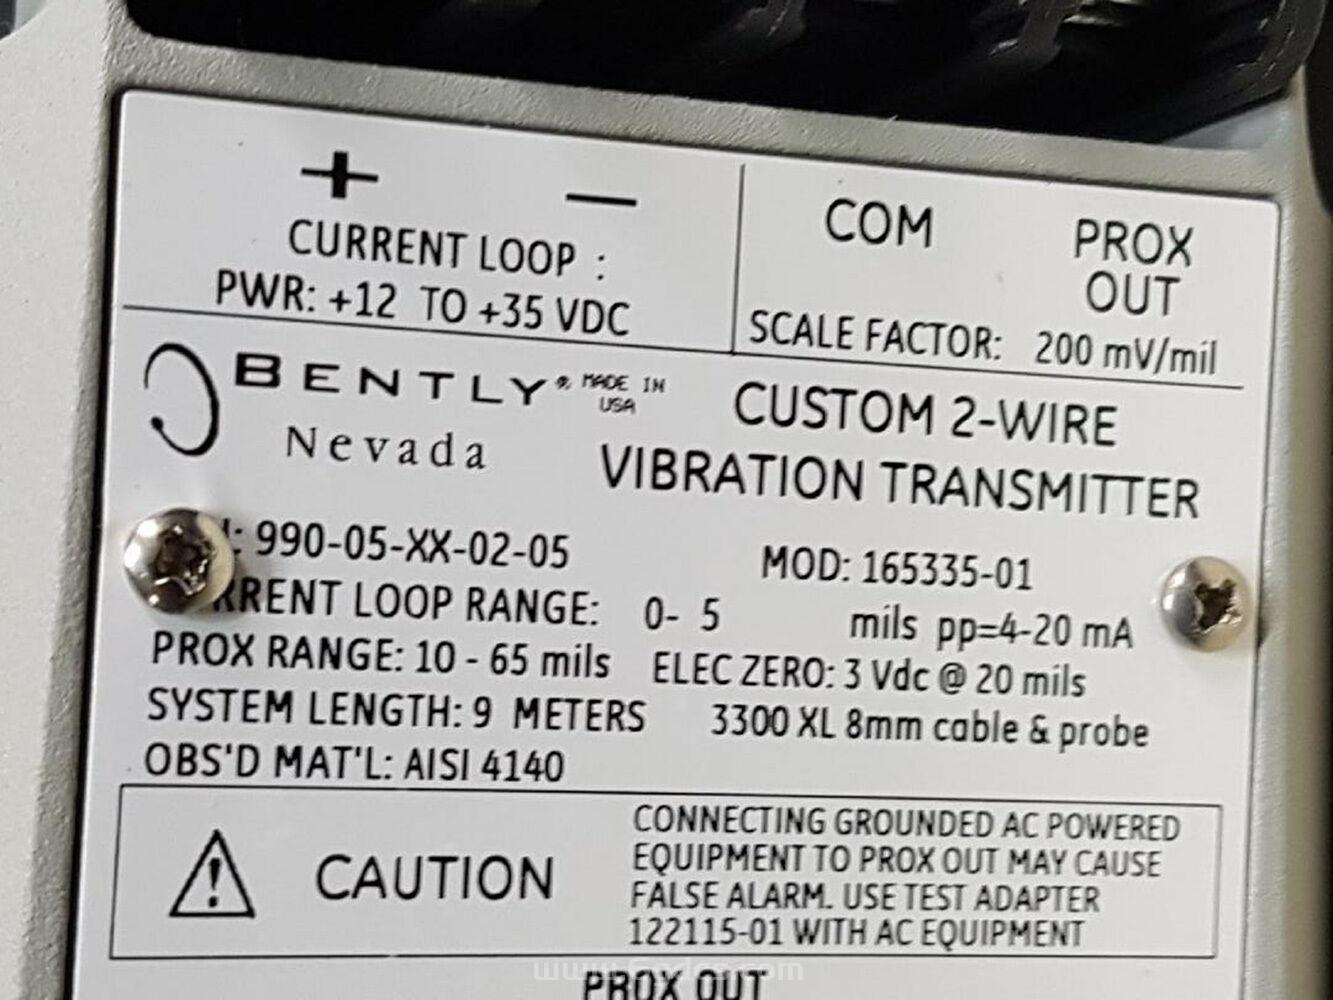 + −
CURRENT LOOP :
PWR: +12 TO +35 VDC
COM PROX
OUT
SCALE FACTOR: 200 mV/mil
BENTLY® MADE IN
USA
Nevada
CUSTOM 2-WIRE
VIBRATION TRANSMITTER
: 990-05-XX-02-05 MOD: 165335-01
RRENT LOOP RANGE: 0- 5 mils pp=4-20 mA
PROX RANGE: 10 - 65 mils ELEC ZERO: 3 Vdc @ 20 mils
SYSTEM LENGTH: 9 METERS 3300 XL 8mm cable & probe
OBS'D MAT'L: AISI 4140
CAUTION
CONNECTING GROUNDED AC POWERED
EQUIPMENT TO PROX OUT MAY CAUSE
FALSE ALARM. USE TEST ADAPTER
122115-01 WITH AC EQUIPMENT
PROX OUT